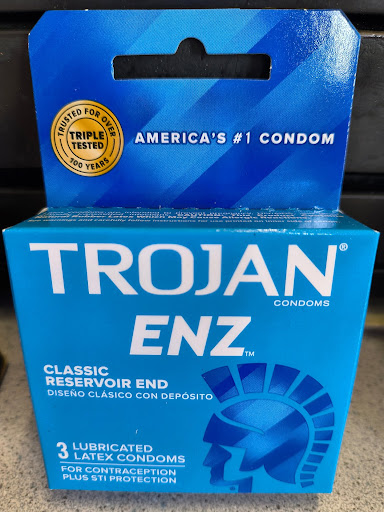 TRUSTED FOR OVER
TRIPLE
TESTED
100 YEARS
AMERICA'S #1 CONDOM
TROJAN®
CONDOMS
ENZ™
CLASSIC
RESERVOIR END
DISEÑO CLÁSICO CON DEPÓSITO
3 LUBRICATED
LATEX CONDOMS
FOR CONTRACEPTION
PLUS STI PROTECTION